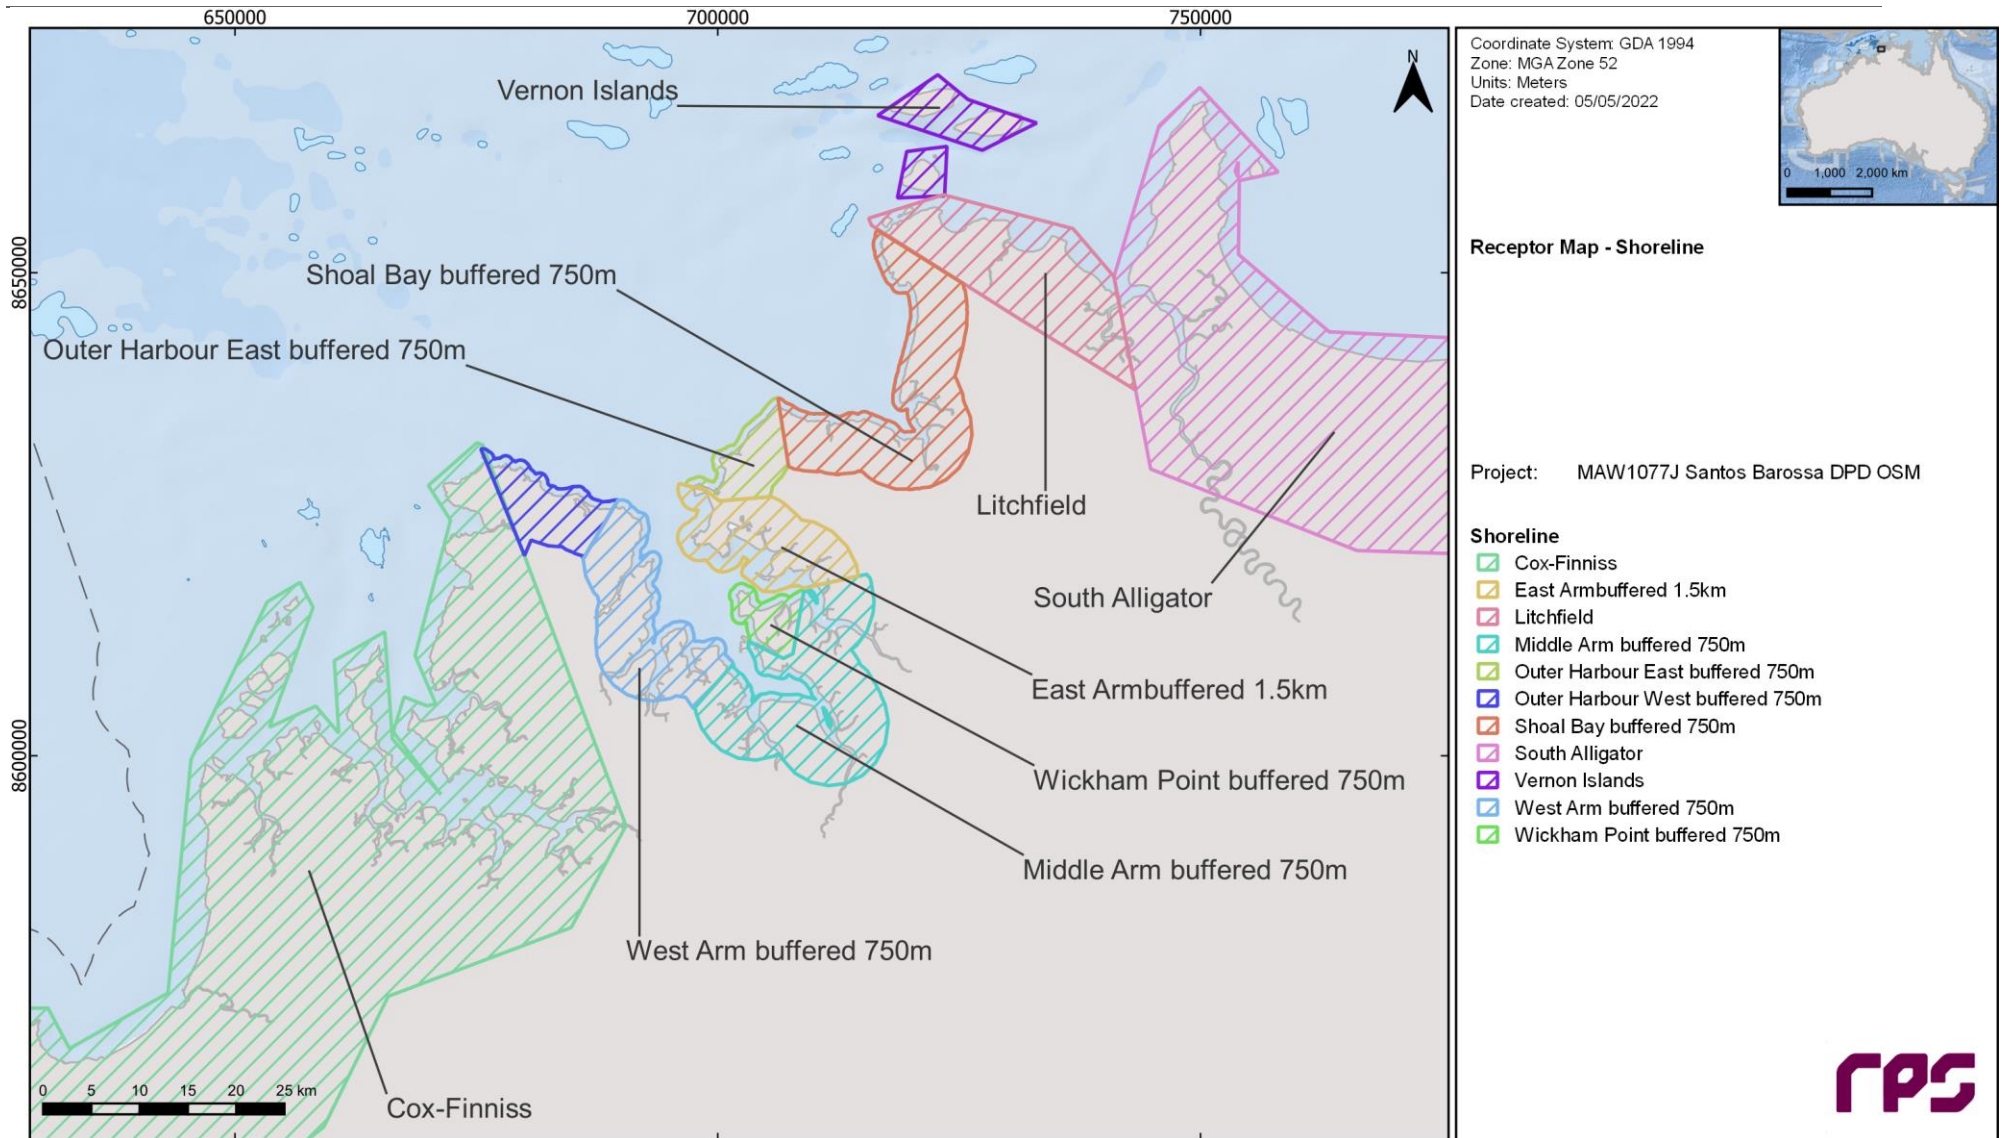 650000
700000
750000
Vernon Islands
N
8650000
Shoal Bay buffered 750m
Outer Harbour East buffered 750m
Litchfield
South Alligator
East Armbuffered 1.5km
8600000
Wickham Point buffered 750m
Middle Arm buffered 750m
West Arm buffered 750m
0 5 10 15 20 25 km
Cox-Finniss
Coordinate System: GDA 1994
Zone: MGA Zone 52
Units: Meters
Date created: 05/05/2022
0 1,000 2,000 km
Receptor Map - Shoreline
Project: MAW1077J Santos Barossa DPD OSM
Shoreline
Cox-Finniss
East Armbuffered 1.5km
Litchfield
Middle Arm buffered 750m
Outer Harbour East buffered 750m
Outer Harbour West buffered 750m
Shoal Bay buffered 750m
South Alligator
Vernon Islands
West Arm buffered 750m
Wickham Point buffered 750m
rps